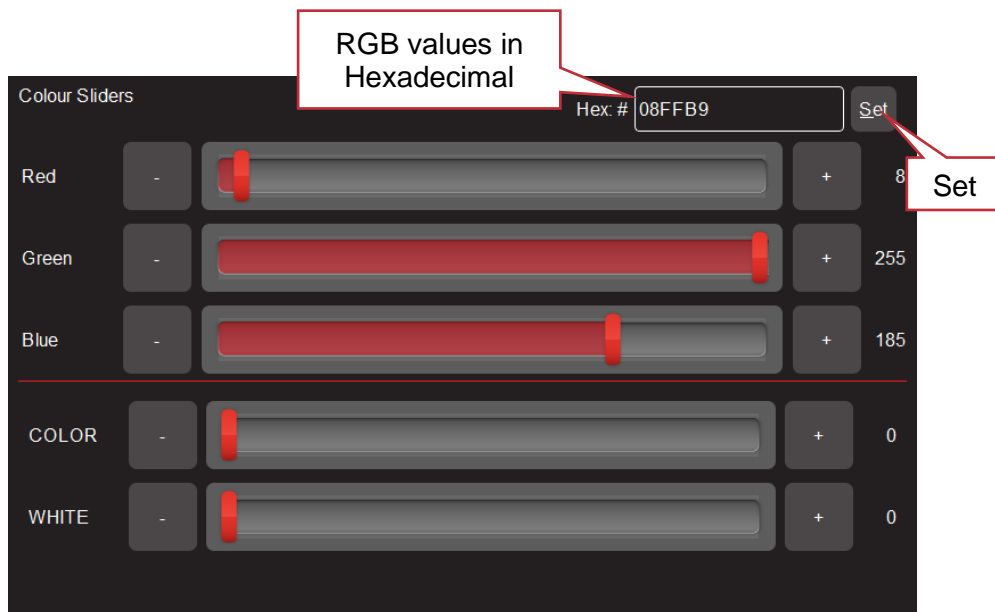 RGB values in
Hexadecimal
Colour Sliders
Hex: # 08FFB9
Set
Set
Red - + 8
Green - + 255
Blue - + 185
COLOR - + 0
WHITE - + 0